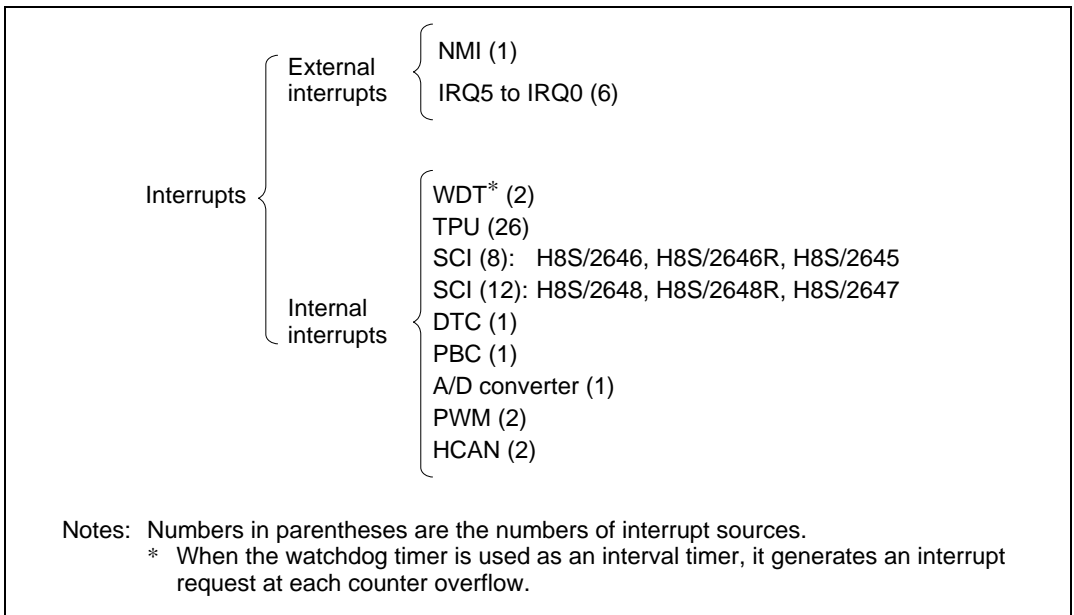 Interrupts
External
interrupts
NMI (1)
IRQ5 to IRQ0 (6)
Internal
interrupts
WDT* (2)
TPU (26)
SCI (8): H8S/2646, H8S/2646R, H8S/2645
SCI (12): H8S/2648, H8S/2648R, H8S/2647
DTC (1)
PBC (1)
A/D converter (1)
PWM (2)
HCAN (2)
Notes: Numbers in parentheses are the numbers of interrupt sources.
* When the watchdog timer is used as an interval timer, it generates an interrupt
request at each counter overflow.